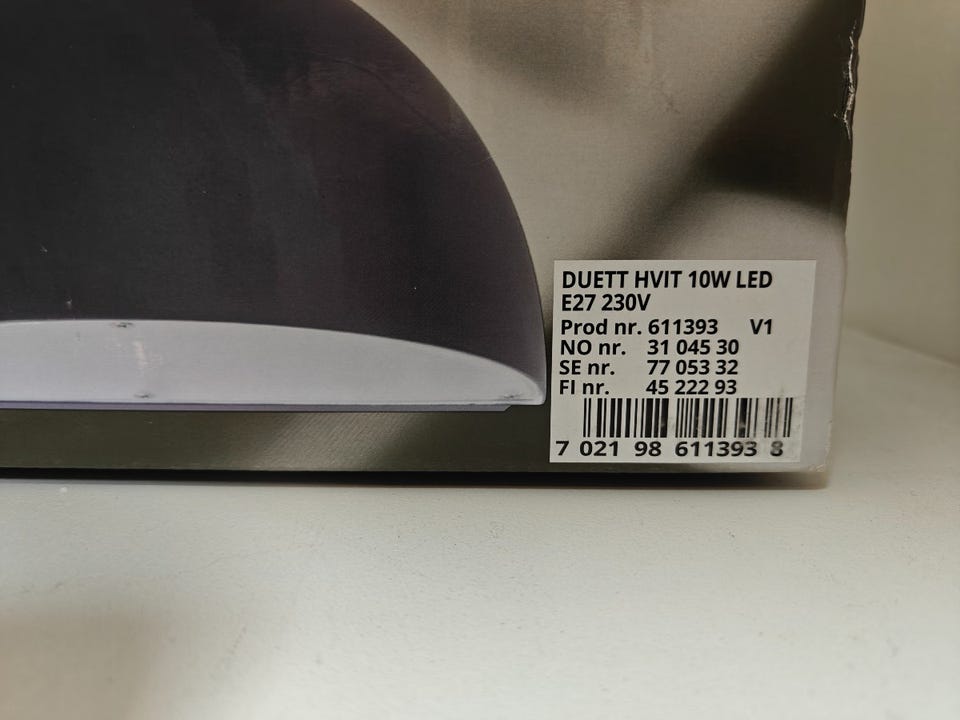 DUETT HVIT 10W LED
E27 230V
Prod nr. 611393 V1
NO nr. 31 045 30
SE nr. 77 053 32
FI nr. 45 222 93
7 021 98 611393 8